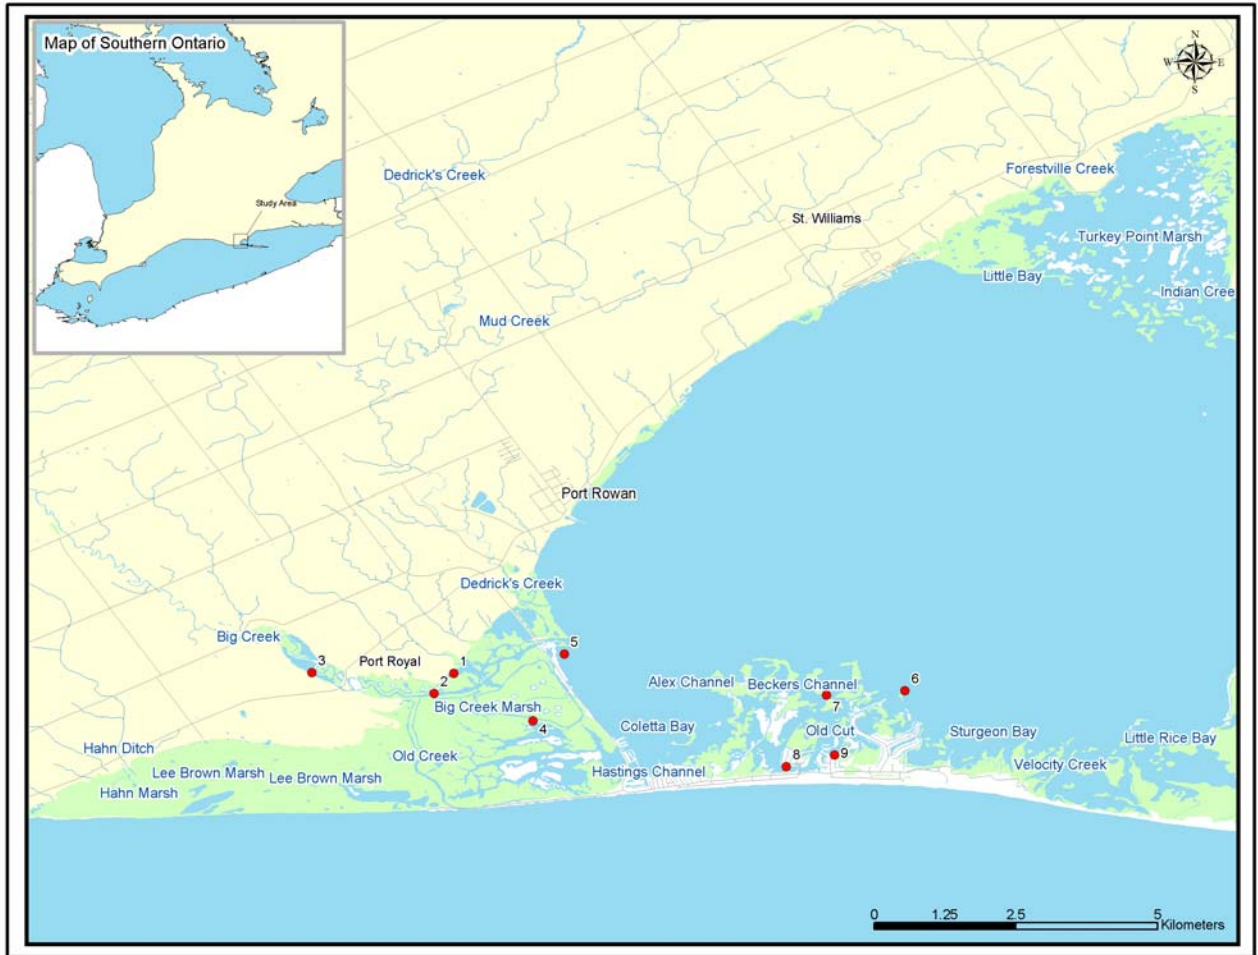 Map of Southern Ontario
Study Area
N
W
E
S
Dedrick's Creek
Forestville Creek
St. Williams
Turkey Point Marsh
Little Bay
Indian Cree
Mud Creek
Port Rowan
Dedrick's Creek
Big Creek
3
Port Royal
1
2
5
Big Creek Marsh
4
Alex Channel
Beckers Channel
6
7
Coletta Bay
Old Cut
Sturgeon Bay
Little Rice Bay
Hahn Ditch
Old Creek
Lee Brown Marsh
Lee Brown Marsh
Hastings Channel
8
9
Velocity Creek
Hahn Marsh
0
1.25
2.5
5
Kilometers